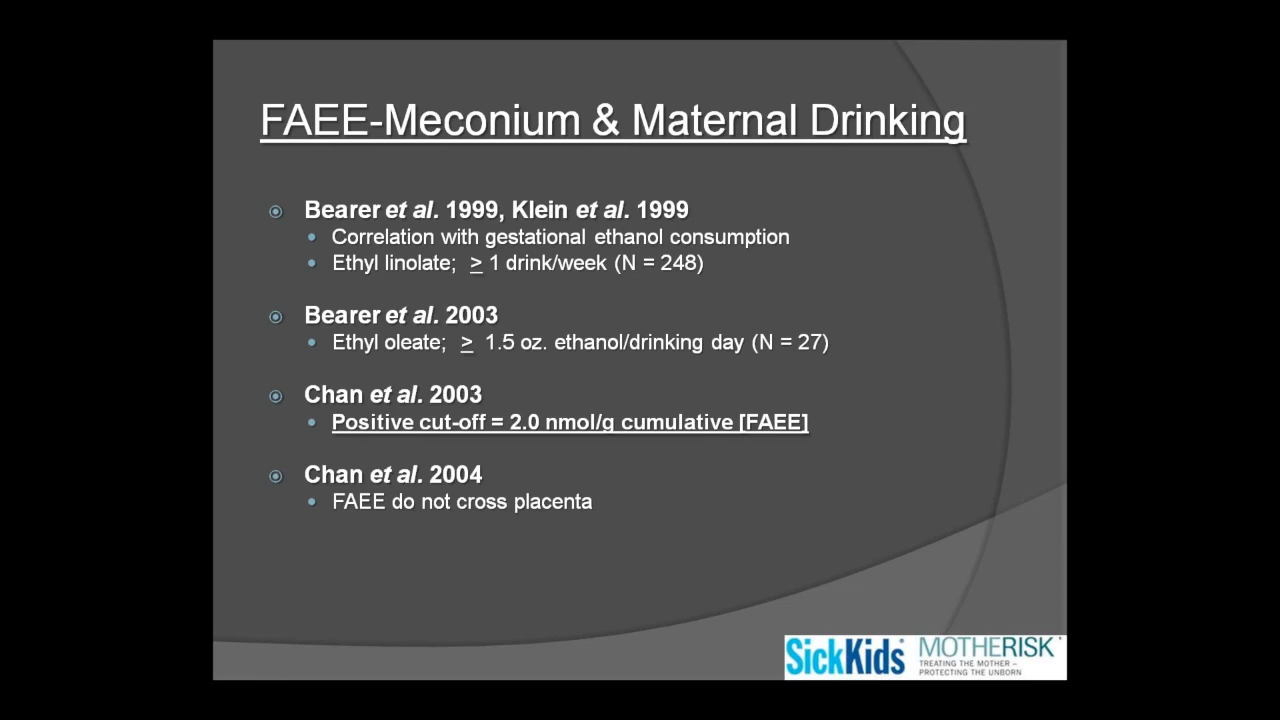 FAEE-Meconium & Maternal Drinking
Bearer et al. 1999, Klein et al. 1999
Correlation with gestational ethanol consumption
Ethyl linolate; ≥ 1 drink/week (N = 248)
Bearer et al. 2003
Ethyl oleate; ≥ 1.5 oz. ethanol/drinking day (N = 27)
Chan et al. 2003
Positive cut-off = 2.0 nmol/g cumulative [FAEE]
Chan et al. 2004
FAEE do not cross placenta
SickKids
MOTHERISK
TREATING THE MOTHER –
PROTECTING THE UNBORN